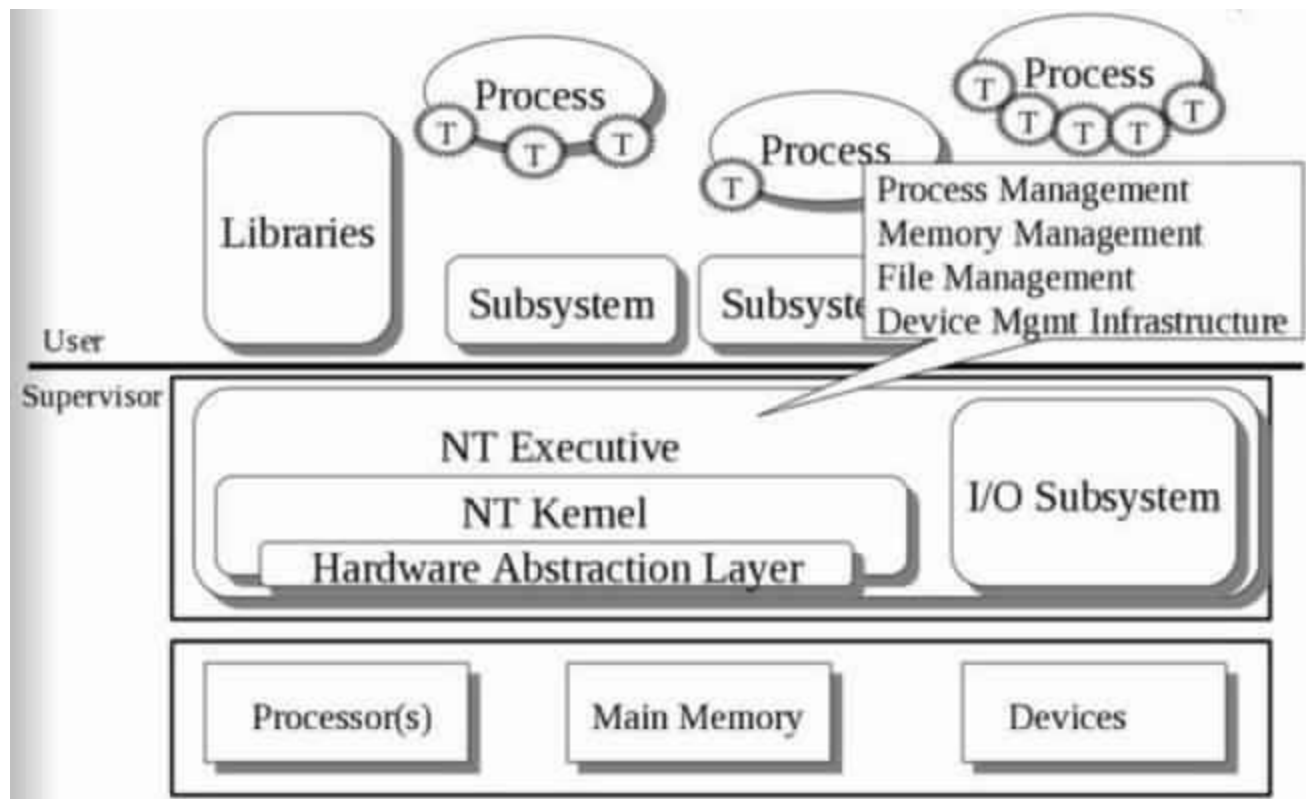 Process
T
T
T
Process
T
Process
T
T
T
T
T
Libraries
Process Management
Memory Management
File Management
Device Mgmt Infrastructure
Subsystem
Subsyste
User
Supervisor
NT Executive
NT Kernel
Hardware Abstraction Layer
I/O Subsystem
Processor(s)
Main Memory
Devices